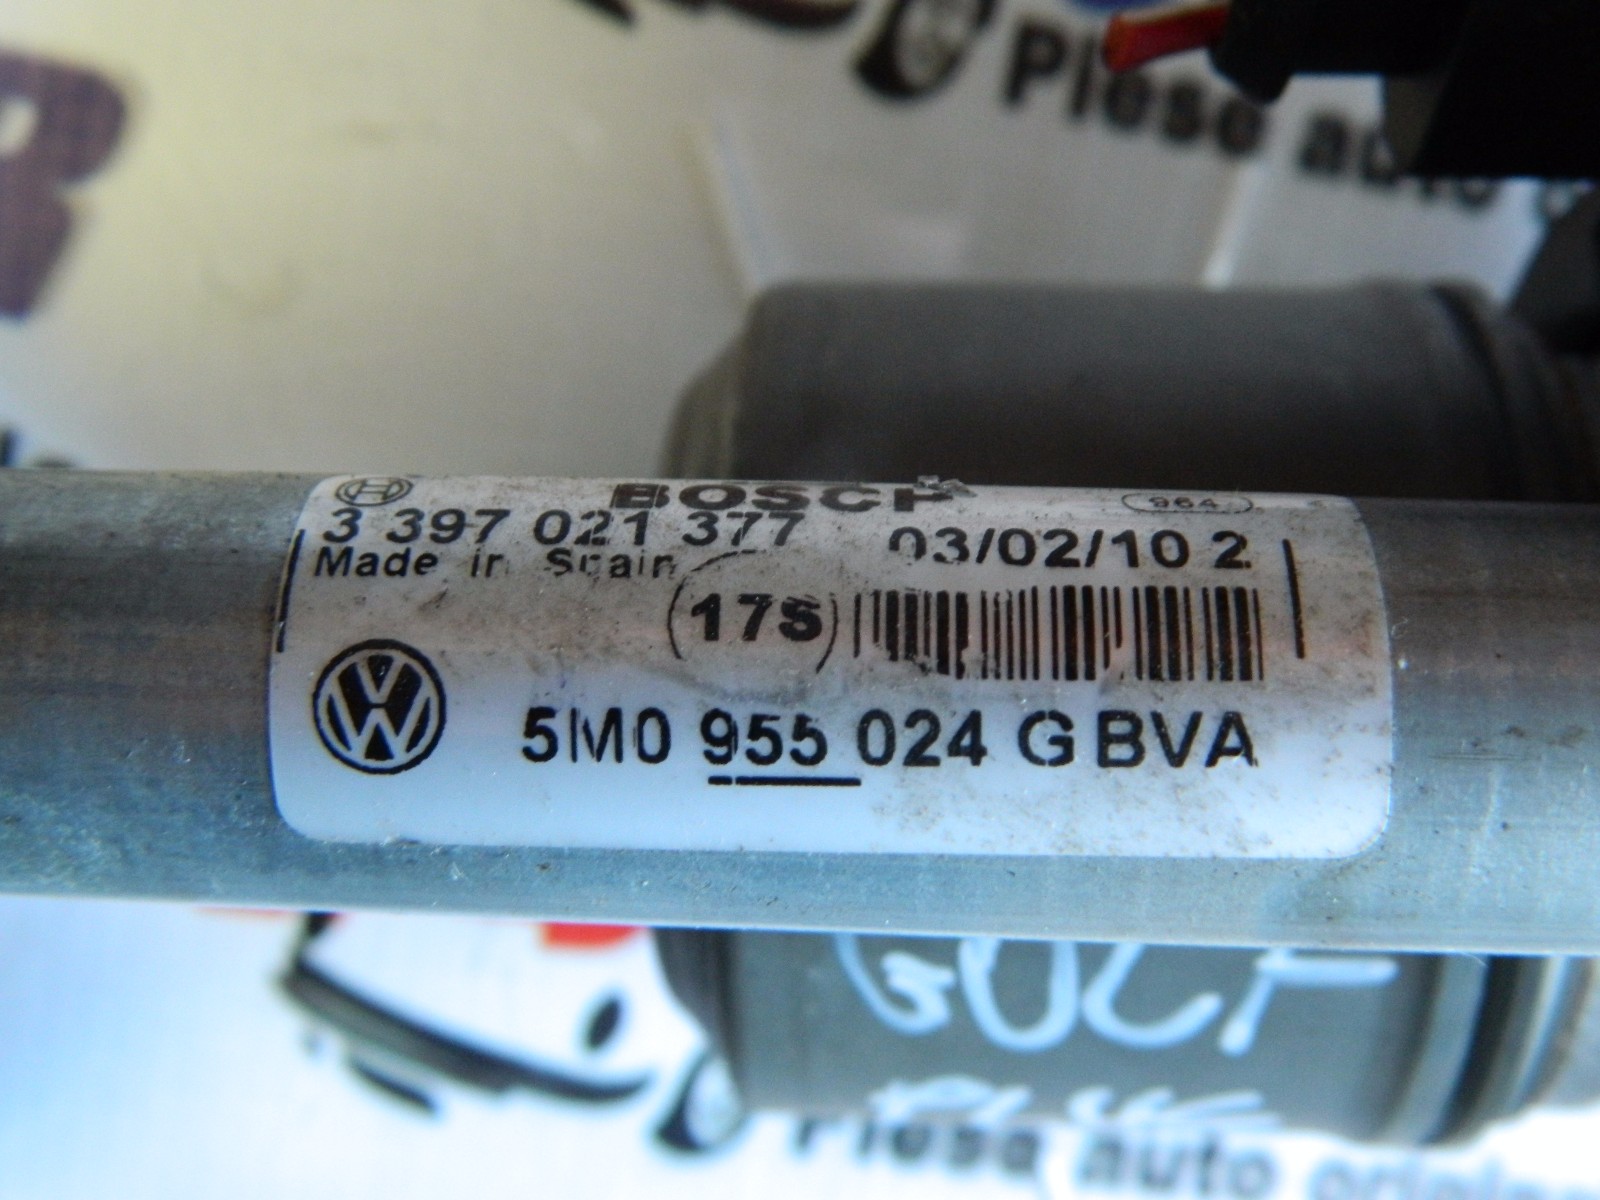 Piese auto
BOSCH
964
3 397 021 377 03/02/10 2
Made in Spain
17S
5M0 955 024 G BVA
GOLF
Piese auto